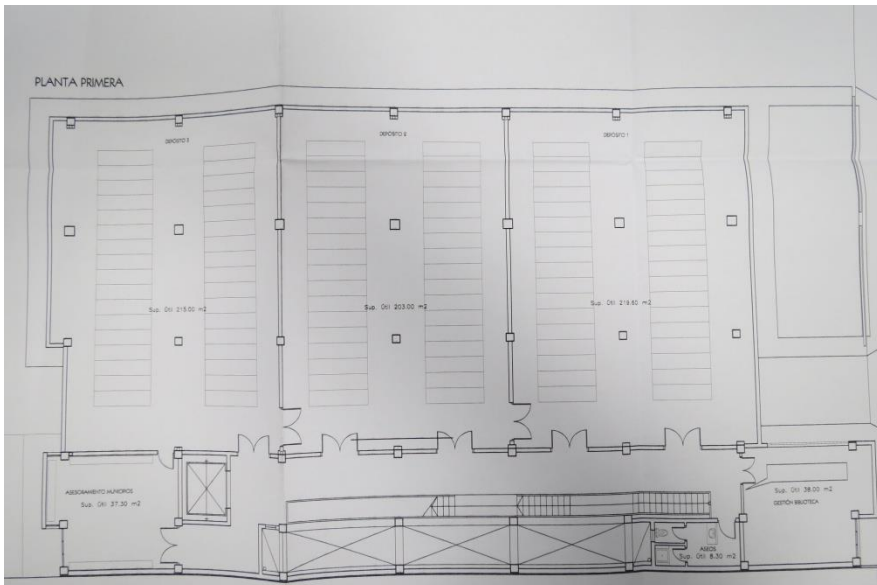 PLANTA PRIMERA
DEPOSITO 3
DEPOSITO 2
DEPOSITO 1
Sup. Útil 215.00 m2
Sup. Útil 203.00 m2
Sup. Útil 219.60 m2
ASESORAMIENTO MUNICIPIOS
Sup. Útil 37.30 m2
Sup. Útil 38.00 m2
GESTIÓN BIBLIOTECA
ASEOS
Sup. Útil 8.30 m2